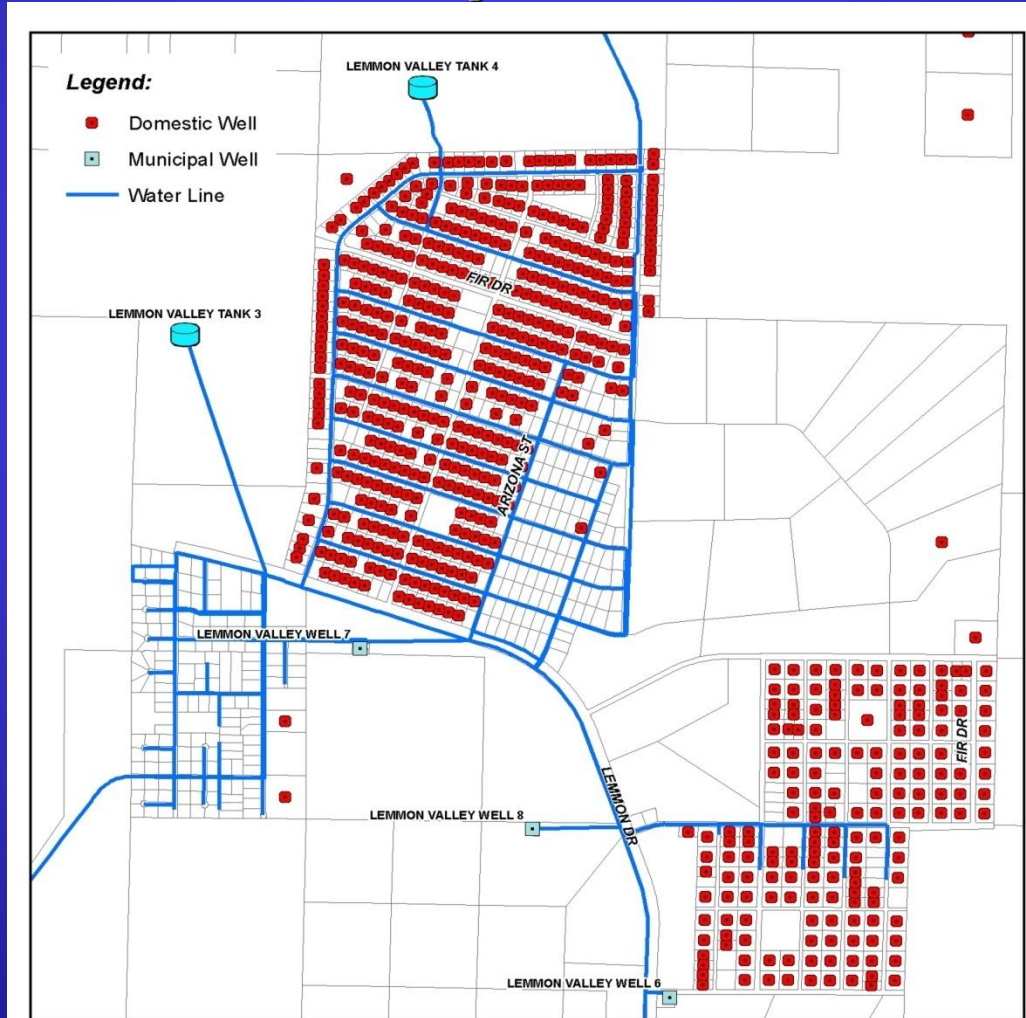 Legend:
Domestic Well
Municipal Well
Water Line
LEMMON VALLEY TANK 4
FIR DR
LEMMON VALLEY TANK 3
ARIZONA ST
LEMMON VALLEY WELL 7
FIR DR
LEMMON DR
LEMMON VALLEY WELL 8
LEMMON VALLEY WELL 6